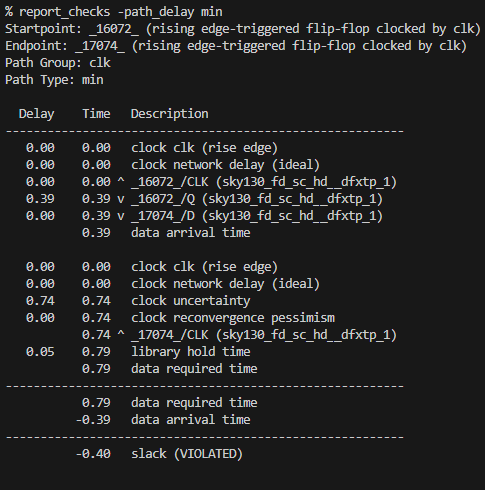 % report_checks -path_delay min
Startpoint: _16072_ (rising edge-triggered flip-flop clocked by clk)
Endpoint: _17074_ (rising edge-triggered flip-flop clocked by clk)
Path Group: clk
Path Type: min

  Delay    Time   Description
---------------------------------------------------------
   0.00    0.00   clock clk (rise edge)
   0.00    0.00   clock network delay (ideal)
   0.00    0.00 ^ _16072_/CLK (sky130_fd_sc_hd__dfxtp_1)
   0.39    0.39 v _16072_/Q (sky130_fd_sc_hd__dfxtp_1)
   0.00    0.39 v _17074_/D (sky130_fd_sc_hd__dfxtp_1)
           0.39   data arrival time

   0.00    0.00   clock clk (rise edge)
   0.00    0.00   clock network delay (ideal)
   0.74    0.74   clock uncertainty
   0.00    0.74   clock reconvergence pessimism
           0.74 ^ _17074_/CLK (sky130_fd_sc_hd__dfxtp_1)
   0.05    0.79   library hold time
           0.79   data required time
---------------------------------------------------------
           0.79   data required time
          -0.39   data arrival time
---------------------------------------------------------
          -0.40   slack (VIOLATED)